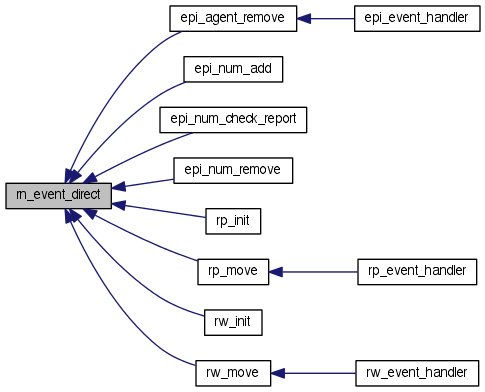 epi_agent_remove
epi_event_handler
epi_num_add
epi_num_check_report
epi_num_remove
rn_event_direct
rp_init
rp_move
rp_event_handler
rw_init
rw_move
rw_event_handler